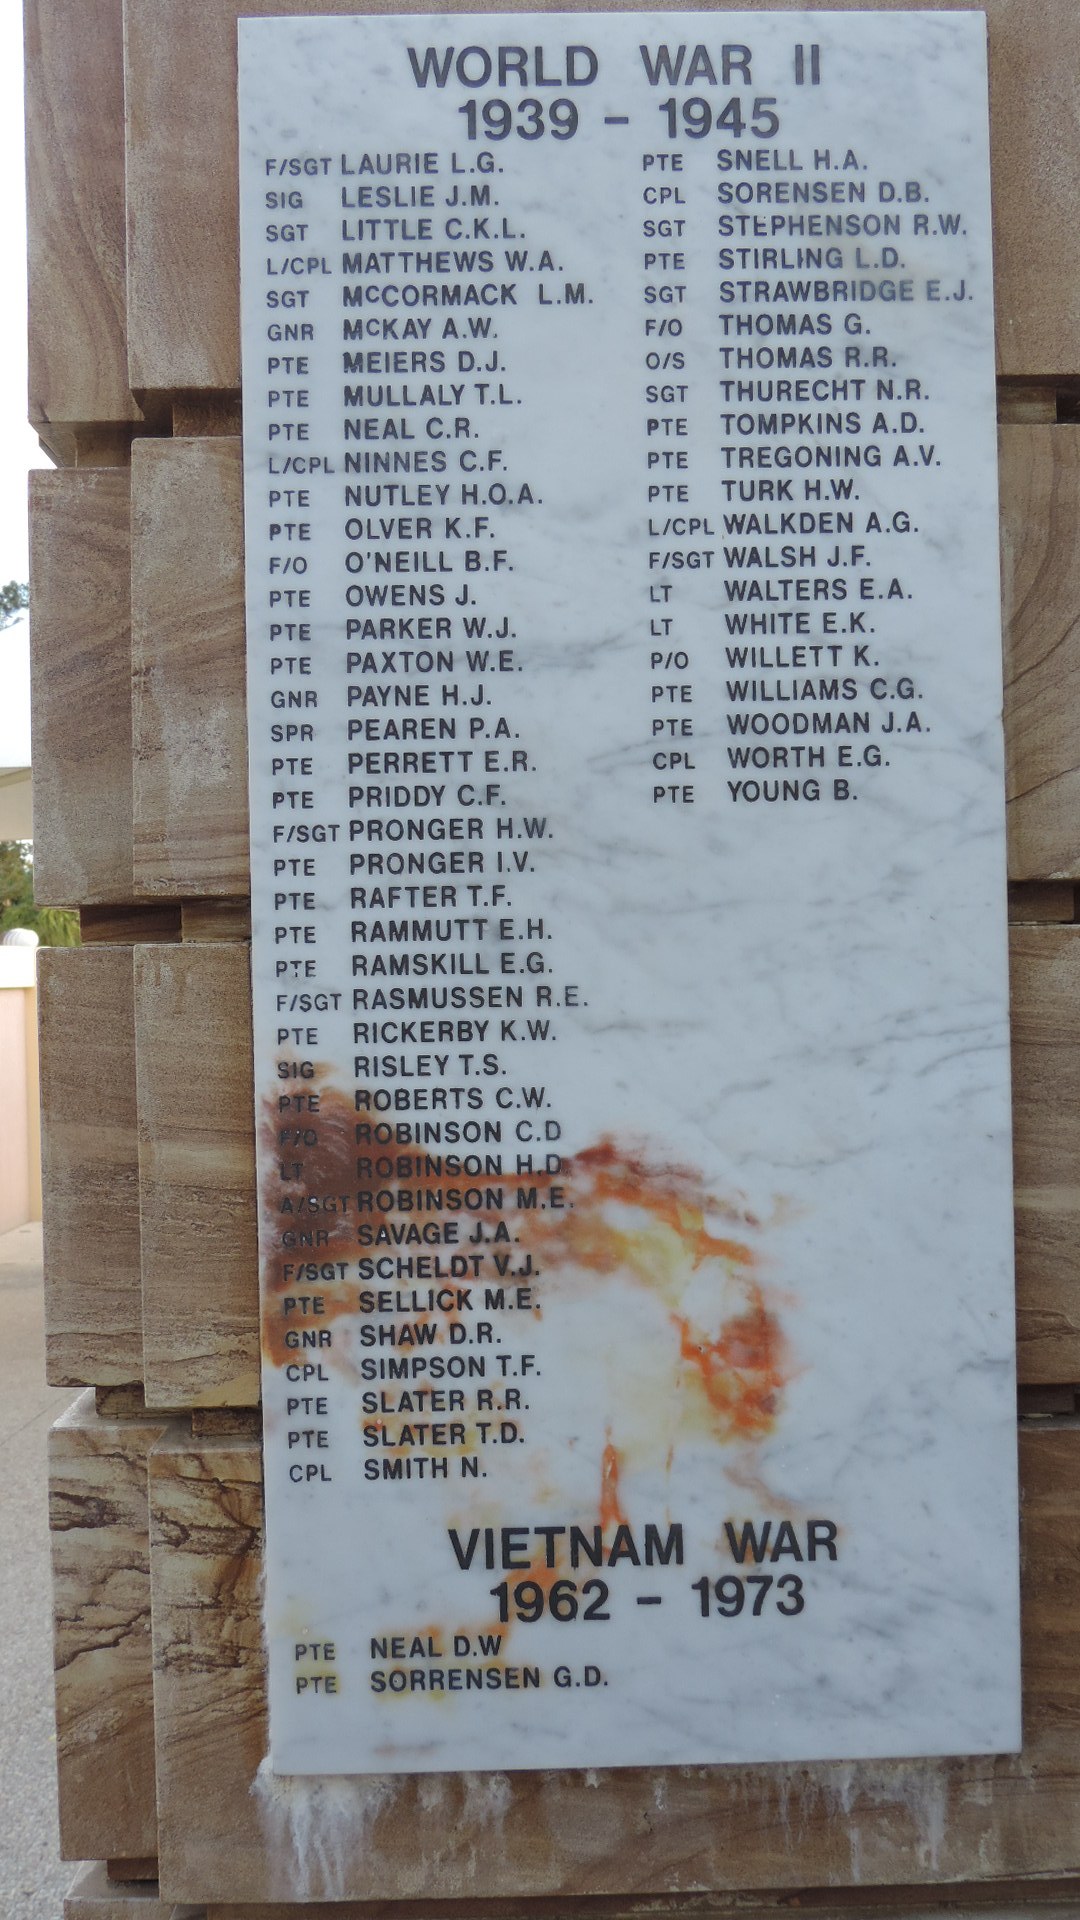 WORLD WAR II
1939 - 1945
F/SGT LAURIE L.G.
SIG LESLIE J.M.
SGT LITTLE C.K.L.
L/CPL MATTHEWS W.A.
SGT McCORMACK L.M.
GNR McKAY A.W.
PTE MEIERS D.J.
PTE MULLALY T.L.
PTE NEAL C.R.
L/CPL NINNES C.F.
PTE NUTLEY H.O.A.
PTE OLVER K.F.
F/O O'NEILL B.F.
PTE OWENS J.
PTE PARKER W.J.
PTE PAXTON W.E.
GNR PAYNE H.J.
SPR PEAREN P.A.
PTE PERRETT E.R.
PTE PRIDDY C.F.
F/SGT PRONGER H.W.
PTE PRONGER I.V.
PTE RAFTER T.F.
PTE RAMMUTT E.H.
PTE RAMSKILL E.G.
F/SGT RASMUSSEN R.E.
PTE RICKERBY K.W.
SIG RISLEY T.S.
PTE ROBERTS C.W.
F/O ROBINSON C.D
LT ROBINSON H.D
A/SGT ROBINSON M.E.
GNR SAVAGE J.A.
F/SGT SCHELDT V.J.
PTE SELLICK M.E.
GNR SHAW D.R.
CPL SIMPSON T.F.
PTE SLATER R.R.
PTE SLATER T.D.
CPL SMITH N.
PTE SNELL H.A.
CPL SORENSEN D.B.
SGT STEPHENSON R.W.
PTE STIRLING L.D.
SGT STRAWBRIDGE E.J.
F/O THOMAS G.
O/S THOMAS R.R.
SGT THURECHT N.R.
PTE TOMPKINS A.D.
PTE TREGONING A.V.
PTE TURK H.W.
L/CPL WALKDEN A.G.
F/SGT WALSH J.F.
LT WALTERS E.A.
LT WHITE E.K.
P/O WILLETT K.
PTE WILLIAMS C.G.
PTE WOODMAN J.A.
CPL WORTH E.G.
PTE YOUNG B.
VIETNAM WAR
1962 - 1973
PTE NEAL D.W
PTE SORRENSEN G.D.